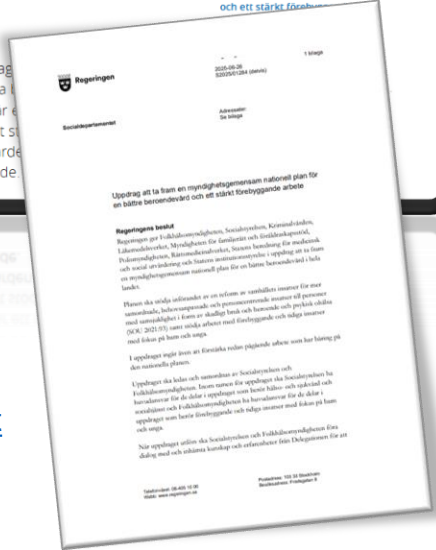 och ett stärkt förebyg
1 bilaga
Regeringen
2025-06-26
S2025/01284 (delvis)
Socialdepartementet
Adressater:
Se bilaga
Uppdrag att ta fram en myndighetsgemensam nationell plan för
en bättre beroendevård och ett stärkt förebyggande arbete
Regeringens beslut
Regeringen ger Folkhälsomyndigheten, Socialstyrelsen, Kriminalvården,
Läkemedelsverket, Myndigheten för familjerätt och föräldraskapsstöd,
Polismyndigheten, Rättsmedicinalverket, Statens beredning för medicinsk
och social utvärdering och Statens institutionsstyrelse i uppdrag att ta fram
en myndighetsgemensam nationell plan för en bättre beroendevård i hela
landet.
Planen ska stödja införandet av en reform av samhällets insatser för mer
samordnade, behovsanpassade och personcentrerade insatser till personer
med samsjuklighet i form av skadligt bruk och beroende och psykisk ohälsa
(SOU 2021:93) samt stödja arbetet med förebyggande och tidiga insatser
med fokus på barn och unga.
I uppdraget ingår även att förstärka redan pågående arbete som har bäring på
den nationella planen.
Uppdraget ska ledas och samordnas av Socialstyrelsen och
Folkhälsomyndigheten. Inom ramen för uppdraget ska Socialstyrelsen ha
huvudansvar för de delar i uppdraget som berör hälso- och sjukvård och
socialtjänst och Folkhälsomyndigheten ha huvudansvar för de delar i
uppdraget som berör förebyggande och tidiga insatser med fokus på barn
och unga.
När uppdraget utförs ska Socialstyrelsen och Folkhälsomyndigheten föra
dialog med och inhämta kunskap och erfarenheter från Delegationen för att
Telefonväxel: 08-405 10 00
Webb: www.regeringen.se
Postadress: 103 33 Stockholm
Besöksadress: Fredsgatan 8